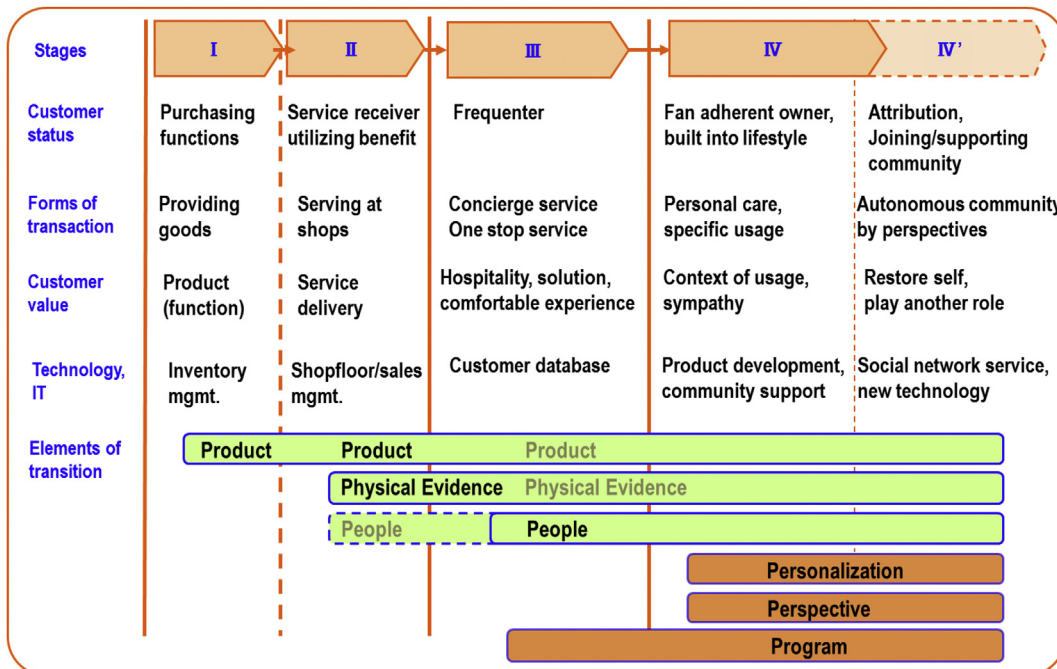 Stages
I
II
III
IV
IV'
Customer
status
Purchasing
functions
Service receiver
utilizing benefit
Frequenter
Fan adherent owner,
built into lifestyle
Attribution,
Joining/supporting
community
Forms of
transaction
Providing
goods
Serving at
shops
Concierge service
One stop service
Personal care,
specific usage
Autonomous community
by perspectives
Customer
value
Product
(function)
Service
delivery
Hospitality, solution,
comfortable experience
Context of usage,
sympathy
Restore self,
play another role
Technology,
IT
Inventory
mgmt.
Shopfloor/sales
mgmt.
Customer database
Product development,
community support
Social network service,
new technology
Elements of
transition
Product
Product
Product
Physical Evidence
Physical Evidence
People
People
Personalization
Perspective
Program